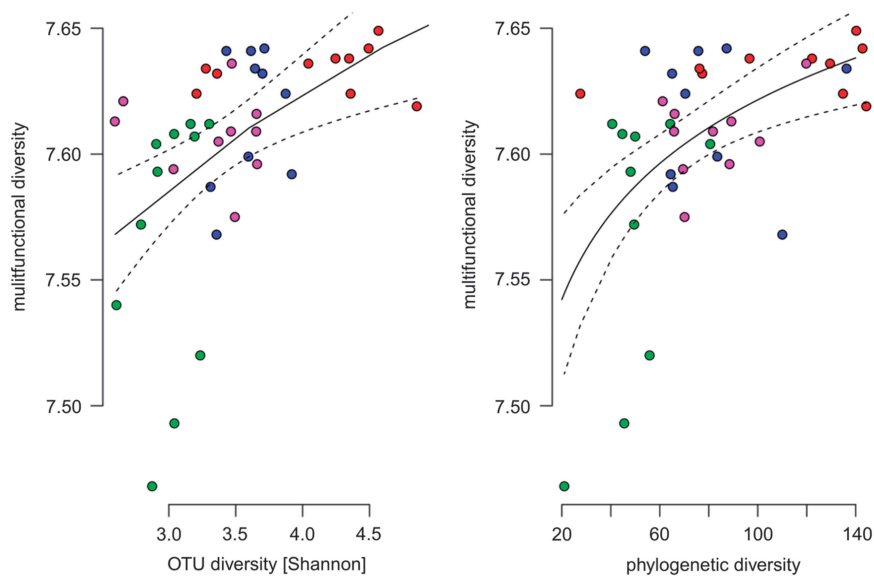 mulitfunctional diversity
7.65
7.60
7.55
7.50
3.0 3.5 4.0 4.5
OTU diversity [Shannon]
multifunctional diversity
7.65
7.60
7.55
7.50
20 60 100 140
phylogenetic diversity